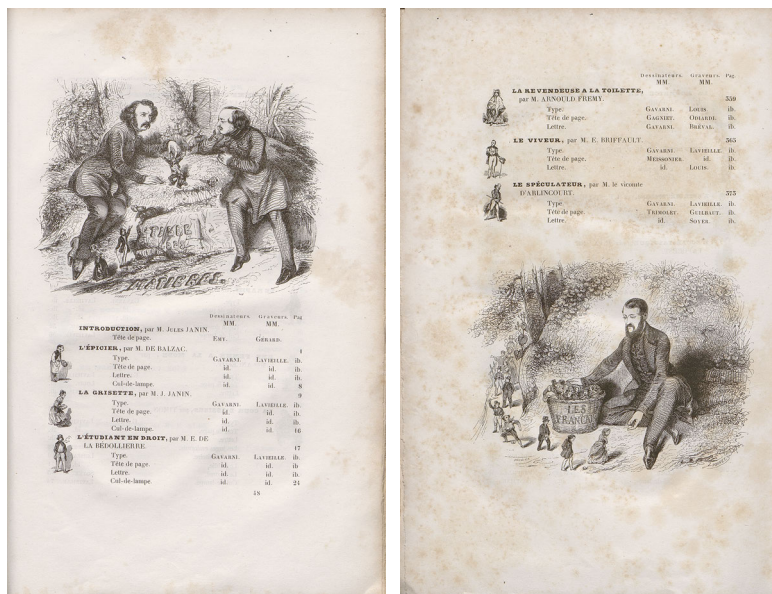 TABLE
DES
MATIÈRES.
Dessinateurs. Graveurs. Pag.
MM. MM.
INTRODUCTION, par M. JULES JANIN.
Tête de page. EMY. GÉRARD.
L'ÉPICIER, par M. DE BALZAC. 1
Type. GAVARNI. LAVIEILLE. ib.
Tête de page. id. id. ib.
Lettre. id. id. ib.
Cul-de-lampe. id. id. 8
LA GRISETTE, par M. J. JANIN. 9
Type. GAVARNI. LAVIEILLE. ib.
Tête de page. id. id. ib.
Lettre. id. id. ib.
Cul-de-lampe. id. id. 16
L'ÉTUDIANT EN DROIT, par M. E. DE
LA BÉDOLLIERRE. 17
Type. GAVARNI. LAVIEILLE. ib.
Tête de page. id. id. ib.
Lettre. id. id. ib.
Cul-de-lampe. id. id. 24
48
Dessinateurs. Graveurs. Pag.
MM. MM.
LA REVENDEUSE A LA TOILETTE,
par M. ARNOULD FREMY. 359
Type. GAVARNI. LOUIS. ib.
Tête de page. GAGNIET. ODIARDI. ib.
Lettre. GAVARNI. BRÉVAL. ib.
LE VIVEUR, par M. E. BRIFFAULT. 365
Type. GAVARNI. LAVIEILLE. ib.
Tête de page. MEISSONIER. id. ib.
Lettre. id. LOUIS. ib.
LE SPÉCULATEUR, par M. le vicomte
D'ARLINCOURT. 373
Type. GAVARNI. LAVIEILLE. ib.
Tête de page. TRIMOLET. GUILBAUT. ib.
Lettre. id. SOYER. ib.
LES
FRANÇAIS